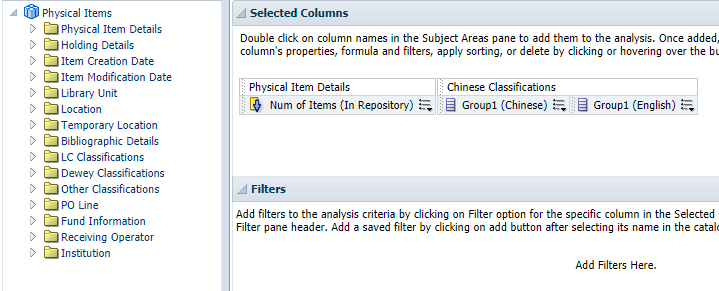 Physical Items
Physical Item Details
Holding Details
Item Creation Date
Item Modification Date
Library Unit
Location
Temporary Location
Bibliographic Details
LC Classifications
Dewey Classifications
Other Classifications
PO Line
Fund Information
Receiving Operator
Institution
Selected Columns
Double click on column names in the Subject Areas pane to add them to the analysis. Once added,
column's properties, formula and filters, apply sorting, or delete by clicking or hovering over the bu
Physical Item Details
Chinese Classifications
Num of Items (In Repository)
Group1 (Chinese)
Group1 (English)
Filters
Add filters to the analysis criteria by clicking on Filter option for the specific column in the Selected
Filter pane header. Add a saved filter by clicking on add button after selecting its name in the catalo
Add Filters Here.